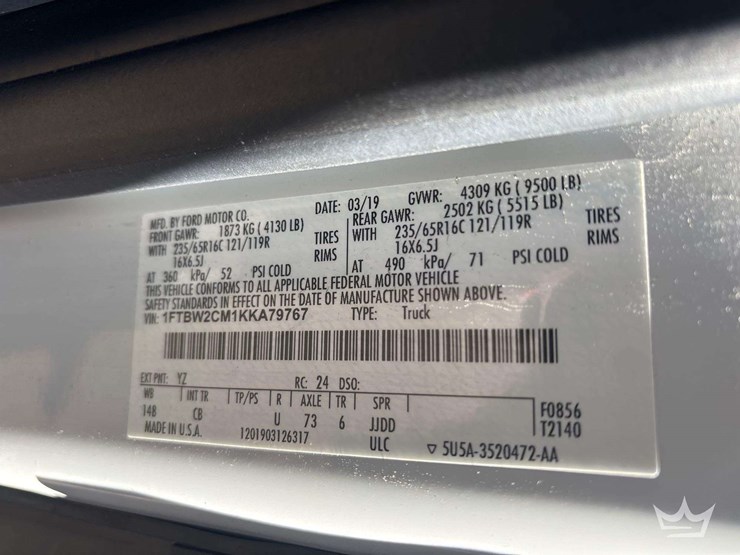 MFD. BY FORD MOTOR CO. DATE: 03/19 GVWR: 4309 KG ( 9500 LB)
FRONT GAWR: 1873 KG ( 4130 LB) REAR GAWR: 2502 KG ( 5515 LB)
WITH 235/65R16C 121/119R TIRES WITH 235/65R16C 121/119R TIRES
16X6.5J RIMS 16X6.5J RIMS
AT 360 kPa/ 52 PSI COLD AT 490 kPa/ 71 PSI COLD
THIS VEHICLE CONFORMS TO ALL APPLICABLE FEDERAL MOTOR VEHICLE
SAFETY STANDARDS IN EFFECT ON THE DATE OF MANUFACTURE SHOWN ABOVE.
VIN: 1FTBW2CM1KKA79767 TYPE: Truck
EXT PNT: YZ RC: 24 DSO:
WB INT TR TP/PS R AXLE TR SPR F0856
148 CB U 73 6 JJDD T2140
MADE IN U.S.A. 1201903126317 ULC 5U5A-3520472-AA